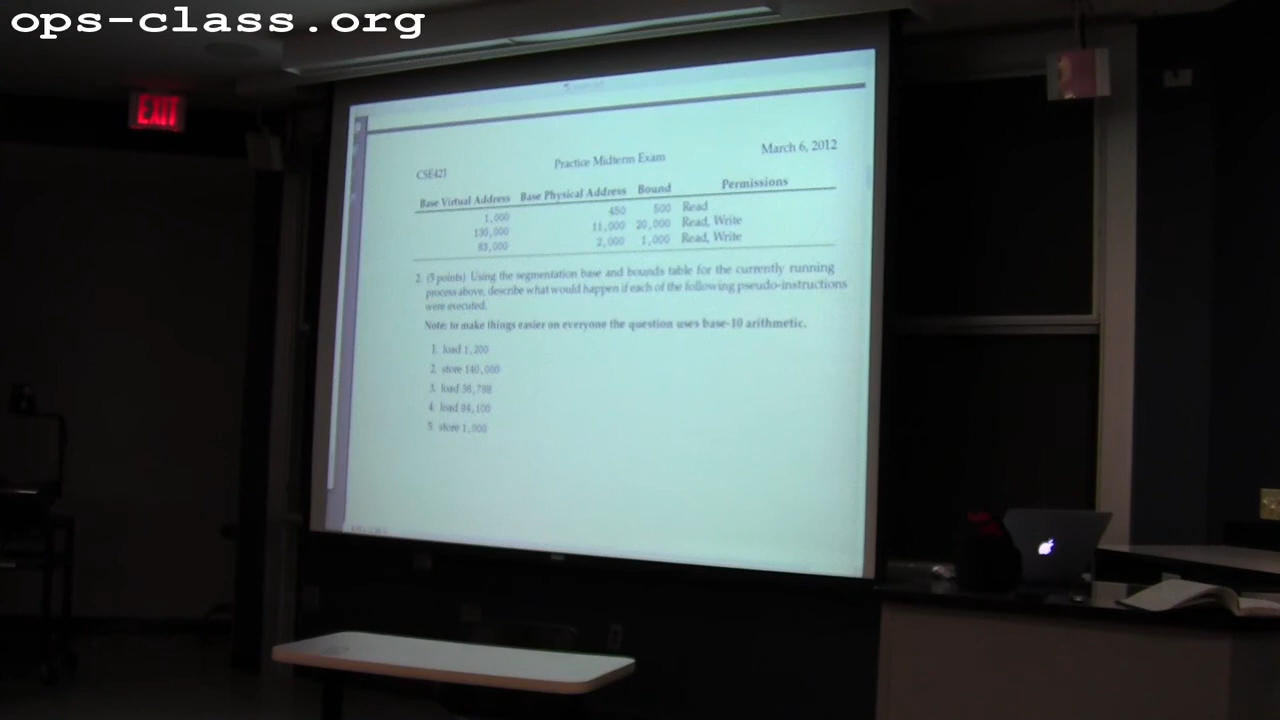 ops-class.org
EXIT
CSE421 Practice Midterm Exam March 6, 2012
Base Virtual Address Base Physical Address Bound Permissions
1,000 450 500 Read
130,000 11,000 20,000 Read, Write
83,000 2,000 1,000 Read, Write
2. (5 points) Using the segmentation base and bounds table for the currently running
process above, describe what would happen if each of the following pseudo-instructions
were executed.
Note: to make things easier on everyone the question uses base-10 arithmetic.
1. load 1,200
2. store 140,000
3. load
4. load 84,100
5. store 1,000